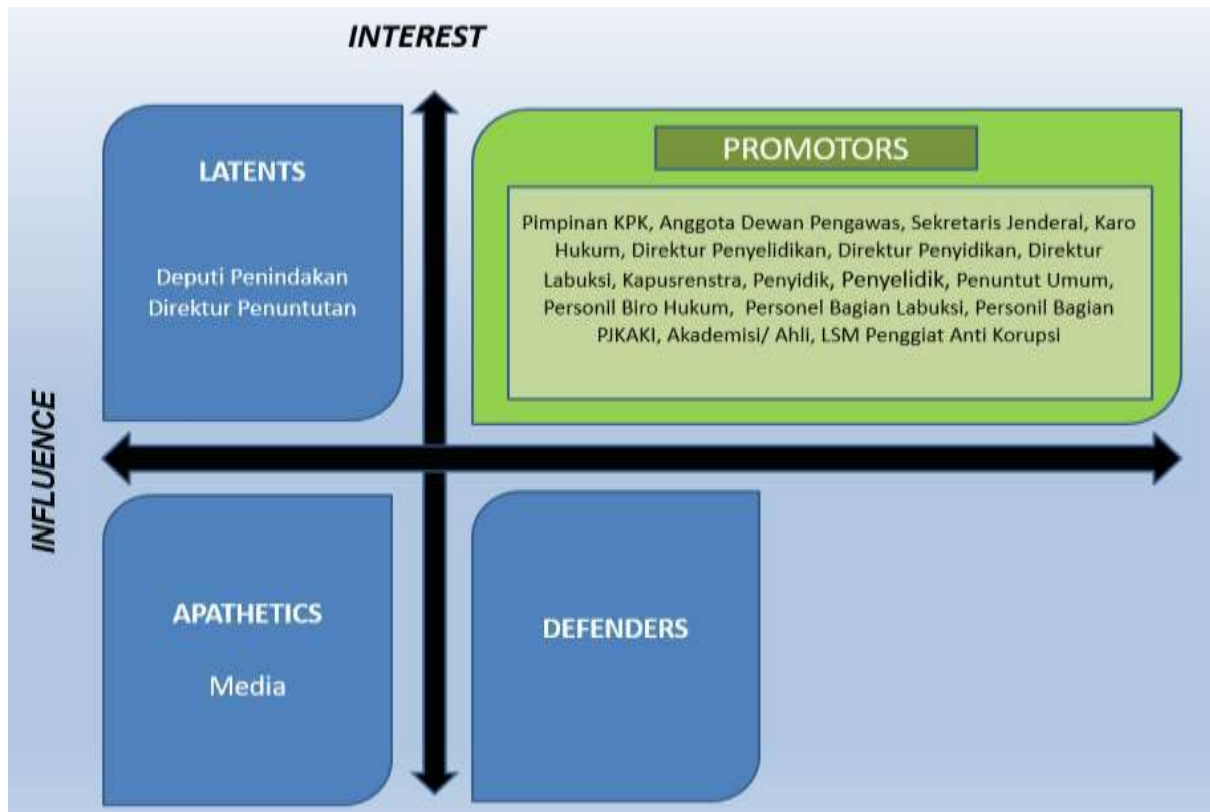 INTEREST
LATENTS
Deputi Penindakan
Direktur Penuntutan
PROMOTORS
Pimpinan KPK, Anggota Dewan Pengawas, Sekretaris Jenderal, Karo
Hukum, Direktur Penyelidikan, Direktur Penyidikan, Direktur
Labuksi, Kapusrenstra, Penyidik, Penyelidik, Penuntut Umum,
Personil Biro Hukum, Personel Bagian Labuksi, Personil Bagian
PJKAKI, Akademisi/ Ahli, LSM Penggiat Anti Korupsi
INFLUENCE
APATHETICS
Media
DEFENDERS